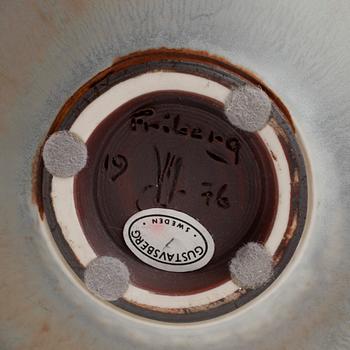 Friberg
19 76
GUSTAVSBERG
• SWEDEN •